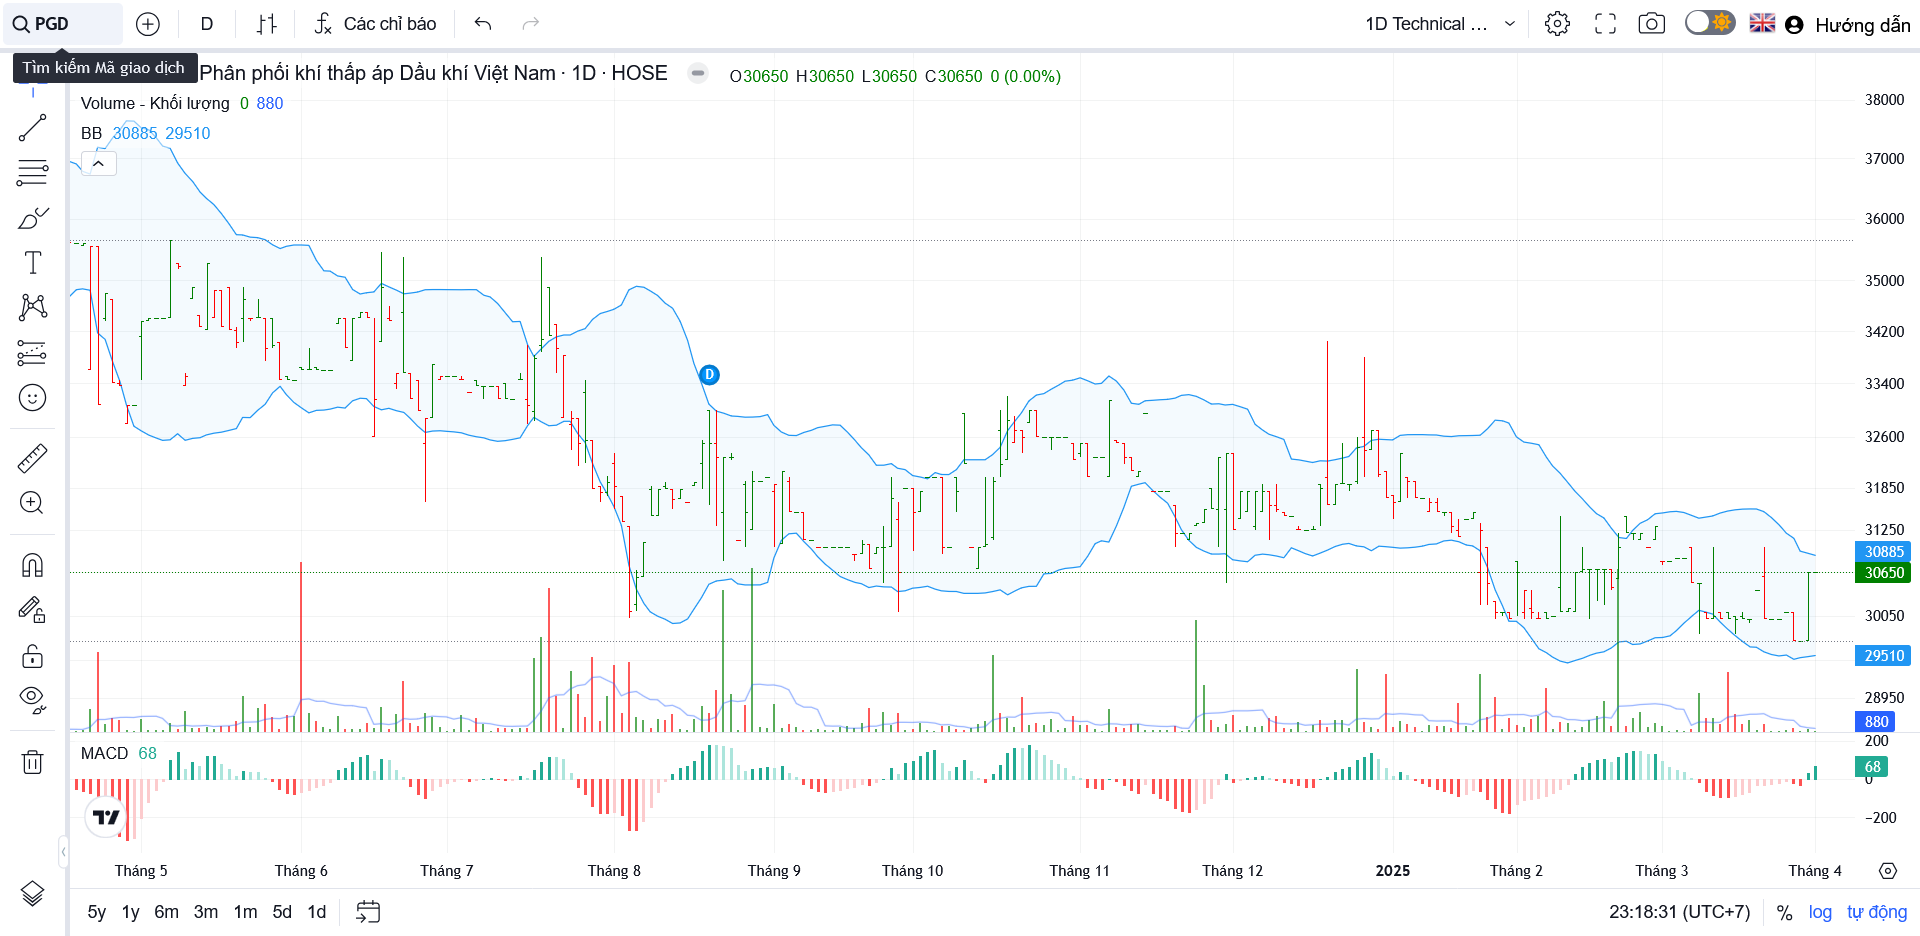 PGD
D
Các chỉ báo
1D Technical ...
Hướng dẫn
Tìm kiếm Mã giao dịch
Phân phối khí thấp áp Dầu khí Việt Nam · 1D · HOSE
O30650 H30650 L30650 C30650 0 (0.00%)
Volume - Khối lượng 0 880
BB 30885 29510
38000
37000
36000
35000
34200
33400
D
32600
31850
31250
30885
30650
30050
29510
28950
880
MACD 68
200
68
0
−200
Tháng 5
Tháng 6
Tháng 7
Tháng 8
Tháng 9
Tháng 10
Tháng 11
Tháng 12
2025
Tháng 2
Tháng 3
Tháng 4
5y 1y 6m 3m 1m 5d 1d
23:18:31 (UTC+7)
% log tự động